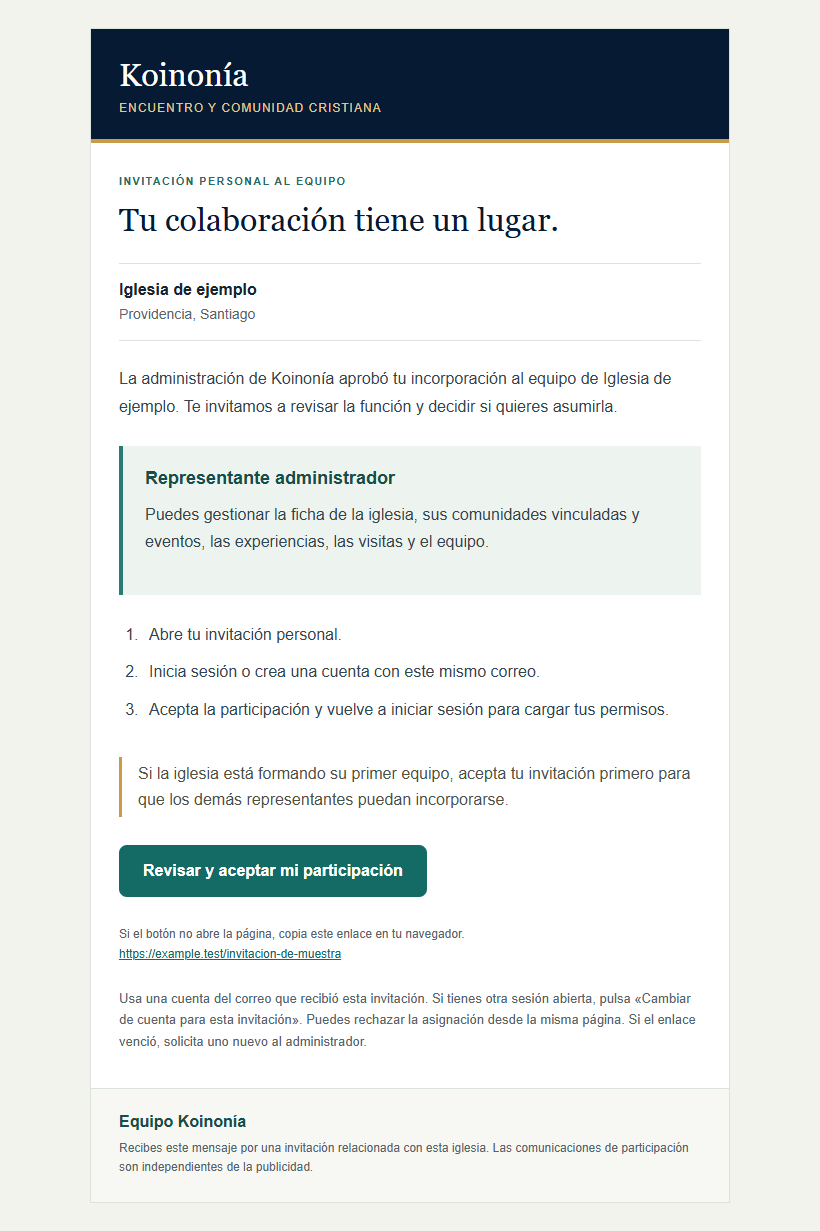 Koinonía
ENCUENTRO Y COMUNIDAD CRISTIANA
INVITACIÓN PERSONAL AL EQUIPO
Tu colaboración tiene un lugar.
Iglesia de ejemplo
Providencia, Santiago
La administración de Koinonía aprobó tu incorporación al equipo de Iglesia de
ejemplo. Te invitamos a revisar la función y decidir si quieres asumirla.
Representante administrador
Puedes gestionar la ficha de la iglesia, sus comunidades vinculadas y
eventos, las experiencias, las visitas y el equipo.
1. Abre tu invitación personal.
2. Inicia sesión o crea una cuenta con este mismo correo.
3. Acepta la participación y vuelve a iniciar sesión para cargar tus permisos.
Si la iglesia está formando su primer equipo, acepta tu invitación primero para
que los demás representantes puedan incorporarse.
Revisar y aceptar mi participación
Si el botón no abre la página, copia este enlace en tu navegador.
https://example.test/invitacion-de-muestra
Usa una cuenta del correo que recibió esta invitación. Si tienes otra sesión abierta, pulsa «Cambiar
de cuenta para esta invitación». Puedes rechazar la asignación desde la misma página. Si el enlace
venció, solicita uno nuevo al administrador.
Equipo Koinonía
Recibes este mensaje por una invitación relacionada con esta iglesia. Las comunicaciones de participación
son independientes de la publicidad.